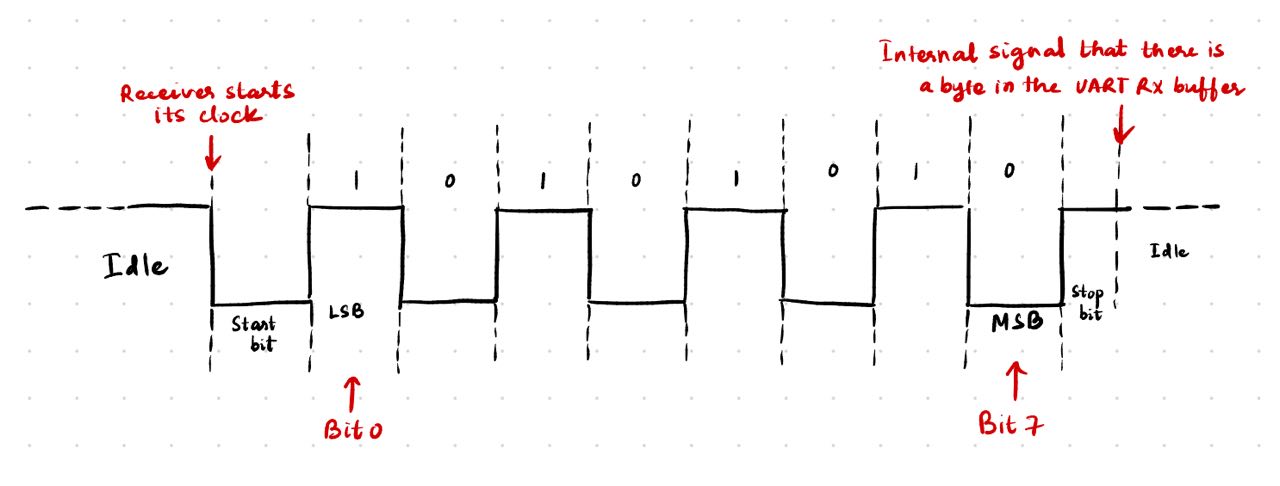 Internal signal that there is
a byte in the UART Rx buffer
Receiver starts
its clock
1 0 1 0 1 0 1 0
Idle
Idle
Start
bit
LSB
MSB
Stop
bit
Bit 0
Bit 7